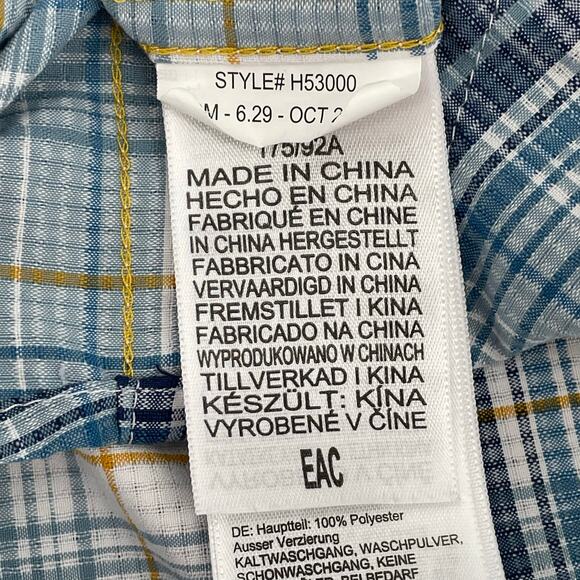 STYLE# H53000
M - 6.29 - OCT
175/92A
MADE IN CHINA
HECHO EN CHINA
FABRIQUÉ EN CHINE
IN CHINA HERGESTELLT
FABBRICATO IN CINA
VERVAARDIGD IN CHINA
FREMSTILLET I KINA
FABRICADO NA CHINA
WYPRODUKOWANO W CHINACH
TILLVERKAD I KINA
KÉSZÜLT: KÍNA
VYROBENÉ V ČÍNE
EAC
DE: Hauptteil: 100% Polyester
Ausser Verzierung
KALTWASCHGANG, WASCHPULVER,
SCHONWASCHGANG, KEINE
BEI BEDARF